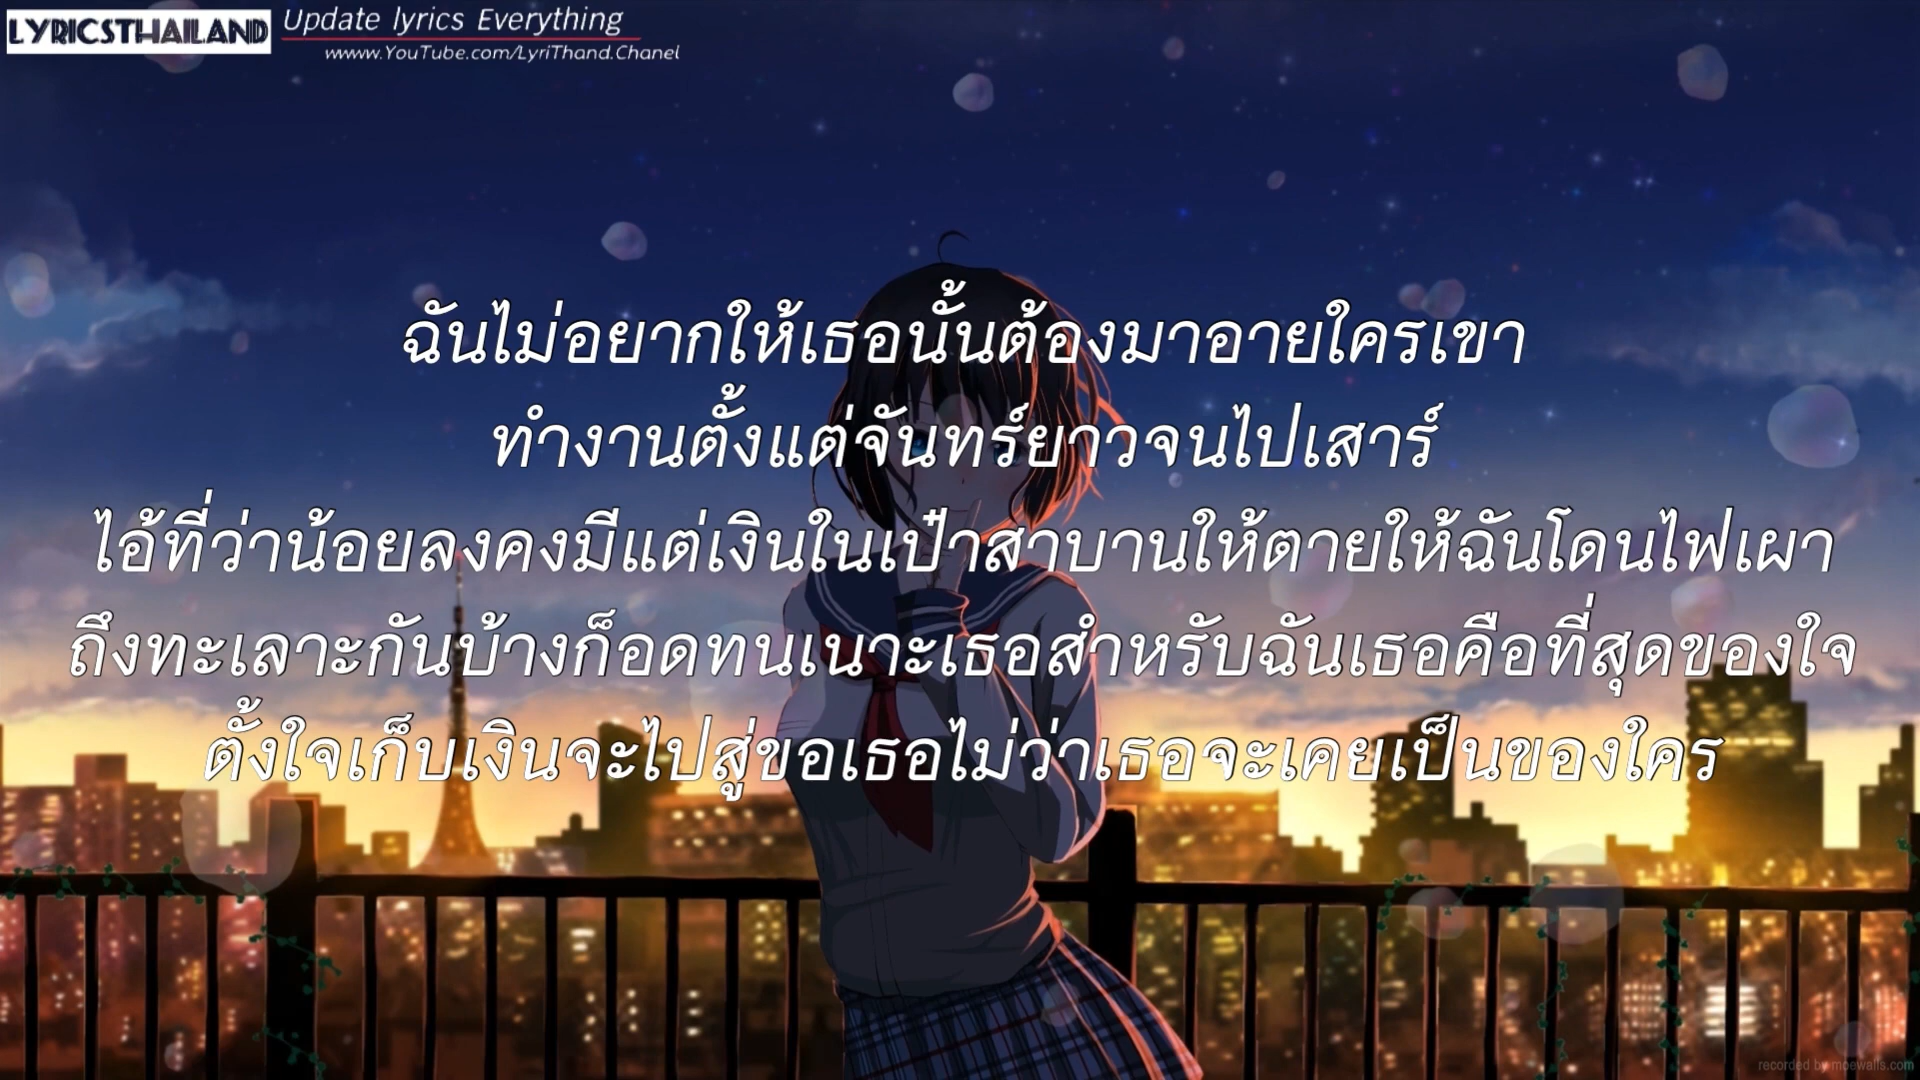 LYRICSTHAILAND
Update lyrics Everything
www.YouTube.com/LyriThand.Chanel
ฉันไม่อยากให้เธอนั้นต้องมาอายใครเขา
ทำงานตั้งแต่จันทร์ยาวจนไปเสาร์
ไอ้ที่ว่าน้อยลงคงมีแต่เงินในเป๋าสาบานให้ตายให้ฉันโดนไฟเผา
ถึงทะเลาะกันบ้างก็อดทนเนาะเธอสำหรับฉันเธอคือที่สุดของใจ
ตั้งใจเก็บเงินจะไปสู่ขอเธอไม่ว่าเธอจะเคยเป็นของใคร
recorded by moewalls.com